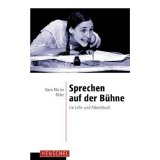 Hans Martin
Ritter
Sprechen
auf der Bühne
Ein Lehr- und Arbeitsbuch
HENSCHEL